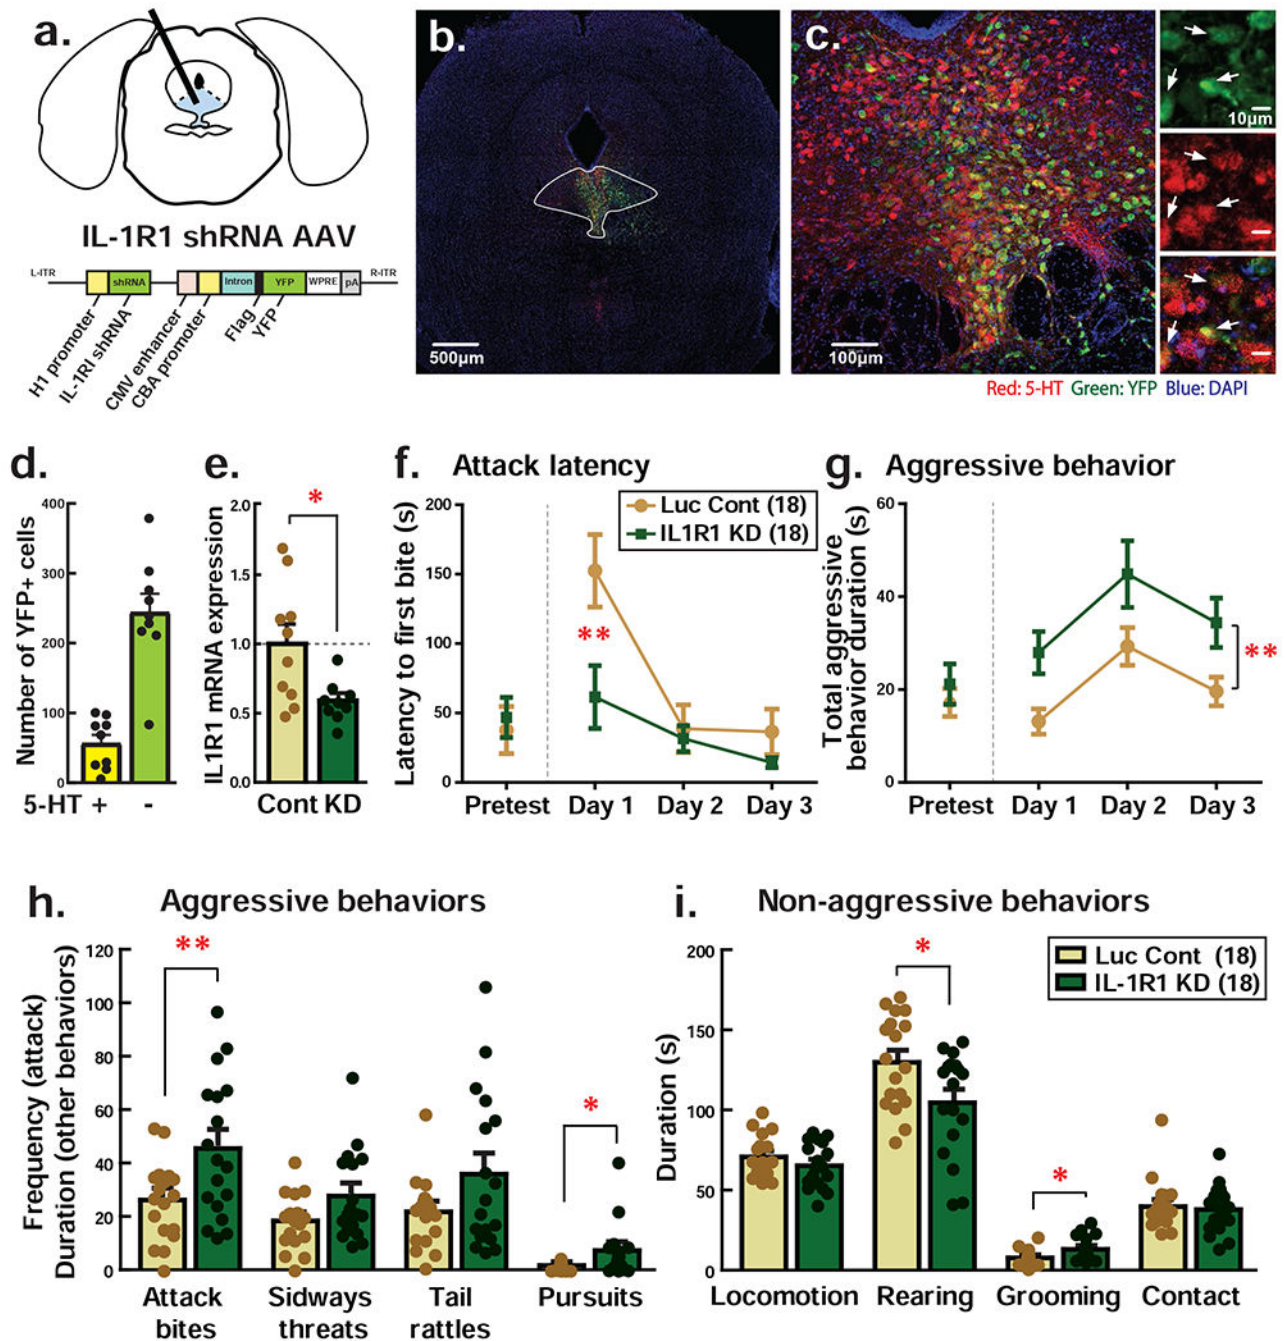 a.
IL-1R1 shRNA AAV
L-ITR
shRNA
Intron
YFP
WPRE
pA
R-ITR
H1 promoter
IL-1RI shRNA
CMV enhancer
CBA promoter
Flag
YFP
b.
500µm
c.
100µm
10µm
Red: 5-HT Green: YFP Blue: DAPI
d.
Number of YFP+ cells
400
300
200
100
0
5-HT + -
e.
IL1R1 mRNA expression
2.0
1.5
1.0
0.5
0.0
*
Cont KD
f. Attack latency
Latency to first bite (s)
200
150
100
50
0
Luc Cont (18)
IL1R1 KD (18)
**
Pretest Day 1 Day 2 Day 3
g. Aggressive behavior
Total aggressive
behavior duration (s)
60
40
20
0
**
Pretest Day 1 Day 2 Day 3
h. Aggressive behaviors
Frequency (attack)
Duration (other behaviors)
120
100
80
60
40
20
0
**
*
Attack
bites
Sidways
threats
Tail
rattles
Pursuits
i. Non-aggressive behaviors
Duration (s)
200
150
100
50
0
*
*
Luc Cont (18)
IL-1R1 KD (18)
Locomotion Rearing Grooming Contact